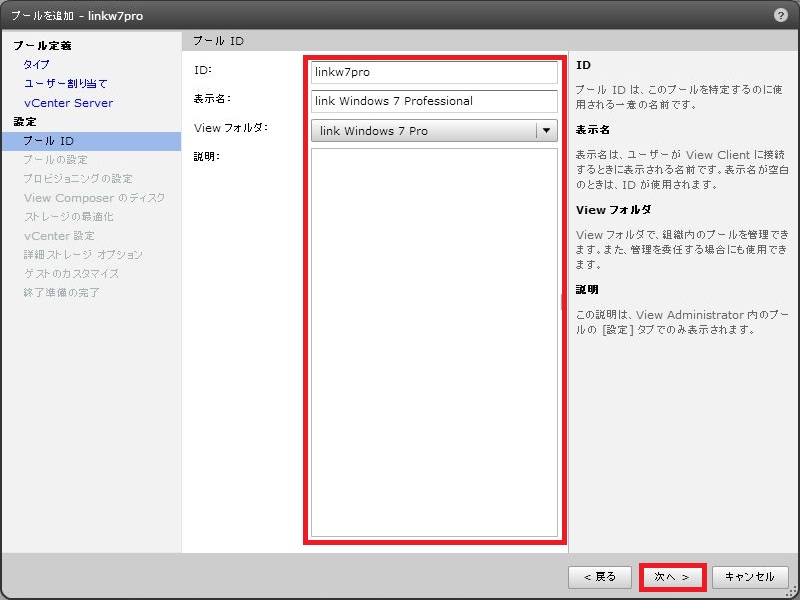 プールを追加 - linkw7pro
?
プール定義
タイプ
ユーザー割り当て
vCenter Server
設定
プール ID
プールの設定
プロビジョニングの設定
View Composer のディスク
ストレージの最適化
vCenter 設定
詳細ストレージ オプション
ゲストのカスタマイズ
終了準備の完了
プール ID
ID:
linkw7pro
表示名:
link Windows 7 Professional
View フォルダ:
link Windows 7 Pro
説明:
ID
プール ID は、このプールを特定するのに使
用される一意の名前です。
表示名
表示名は、ユーザーが View Client に接続
するときに表示される名前です。表示名が空白
のときは、ID が使用されます。
View フォルダ
View フォルダで、組織内のプールを管理でき
ます。また、管理を委任する場合にも使用でき
ます。
説明
この説明は、View Administrator 内のプー
ルの [設定] タブでのみ表示されます。
< 戻る
次へ >
キャンセル